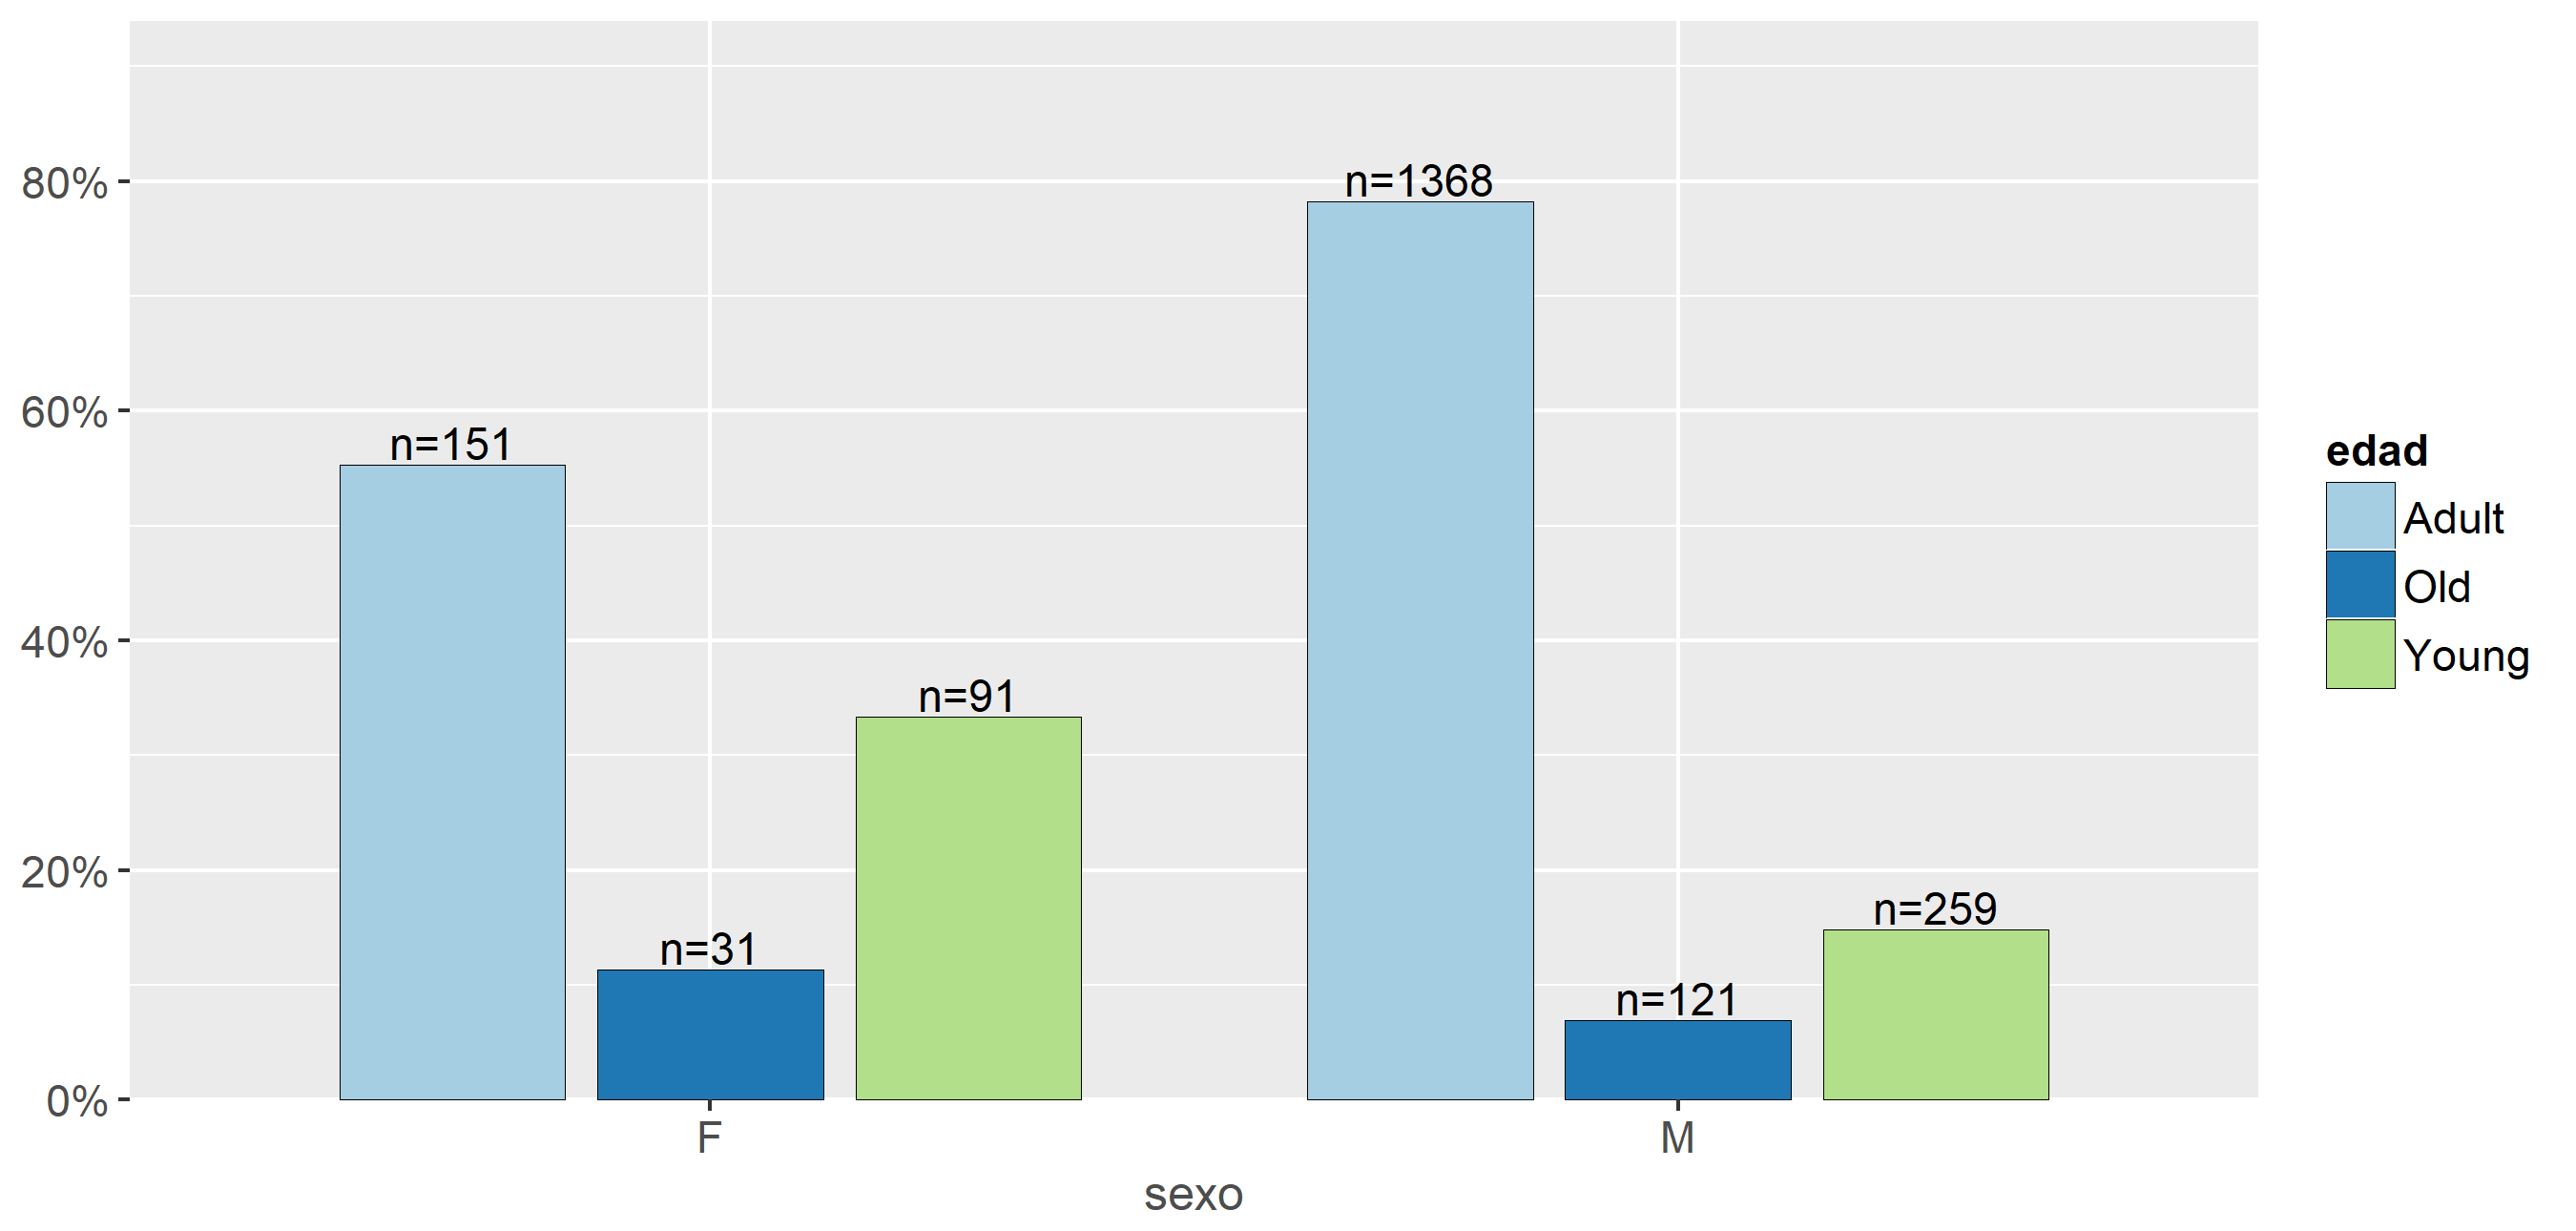 80%
60%
40%
20%
0%
n=151
n=31
n=91
n=1368
n=121
n=259
F
M
sexo
edad
Adult
Old
Young